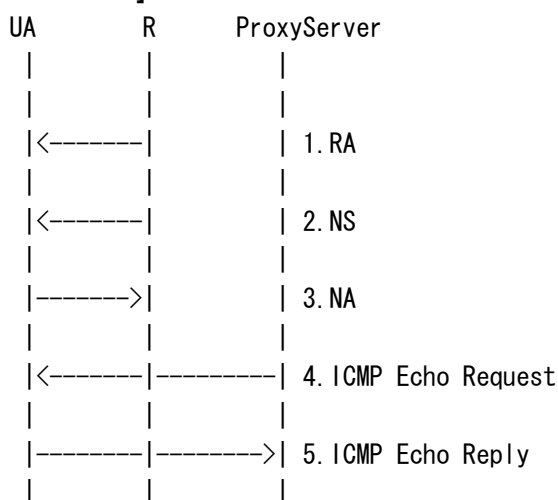 UA R ProxyServer
| | |
| | |
|<-------| | 1.RA
| | |
|<-------| | 2.NS
| | |
|------->| | 3.NA
| | |
|<-------|---------| 4.ICMP Echo Request
| | |
|--------|-------->| 5.ICMP Echo Reply
| | |